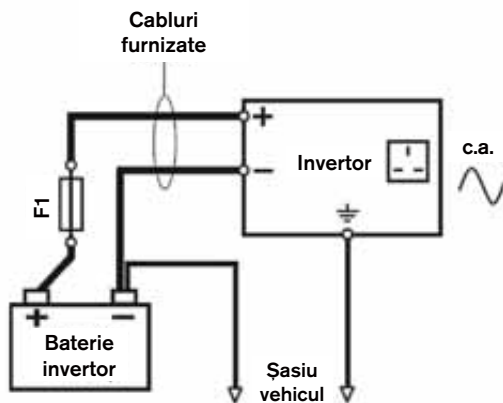 Cabluri
furnizate
+
Invertor
c.a.
−
F1
+ −
Baterie
invertor
Șasiu
vehicul